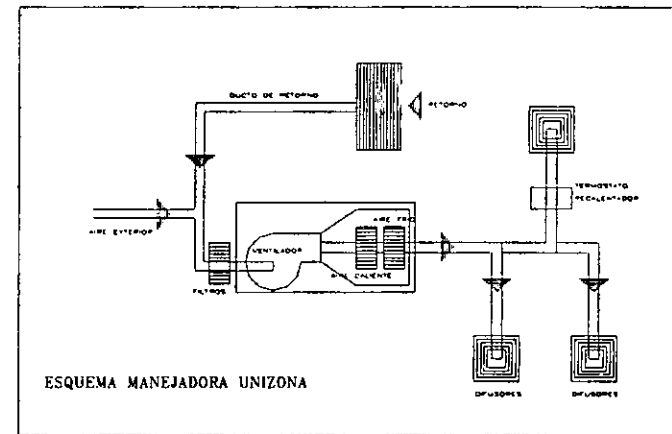 DUCTO DE RETORNO
RETORNO
TERMOSTATO
RECALENTADOR
AIRE EXTERIOR
AIRE FRIO
VENTILADOR
AIRE CALIENTE
FILTROS
ESQUEMA MANEJADORA UNIZONA
DIFUSORES
DIFUSORES